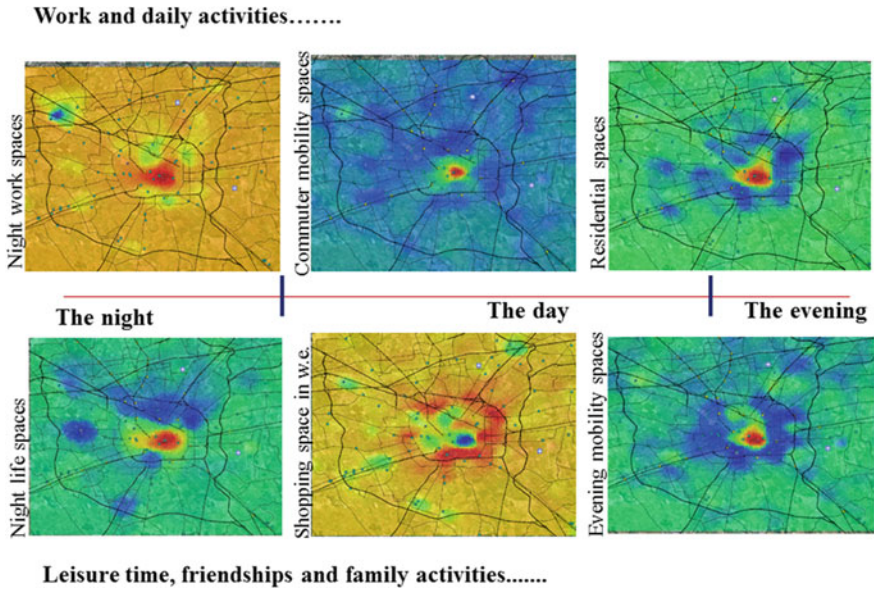 Work and daily activities…….
Night work spaces
Commuter mobility spaces
Residential spaces
The night
The day
The evening
Night life spaces
Shopping space in w.e.
Evening mobility spaces
Leisure time, friendships and family activities.......